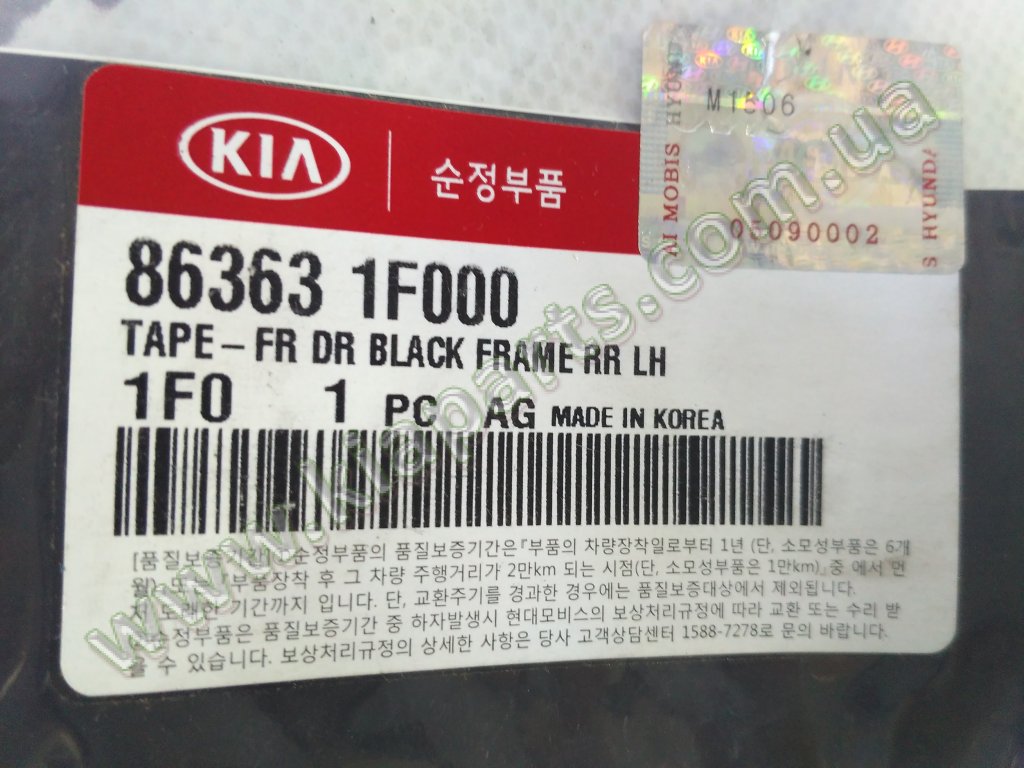 KIA 순정부품
M1606
AI MOBIS HYUND
05090002
S HYUNDA
86363 1F000
TAPE-FR DR BLACK FRAME RR LH
1F0 1 PC AG MADE IN KOREA
[품질보증기간] 순정부품의 품질보증기간은『부품의 차량장착일로부터 1년 (단, 소모성부품은 6개
월) 또는 부품장착 후 그 차량 주행거리가 2만km 되는 시점(단, 소모성부품은 1만km)』중 에서 먼
저 도래한 기간까지 입니다. 단, 교환주기를 경과한 경우에는 품질보증대상에서 제외됩니다.
순정부품은 품질보증기간 중 하자발생시 현대모비스의 보상처리규정에 따라 교환 또는 수리 받
을 수 있습니다. 보상처리규정의 상세한 사항은 당사 고객상담센터 1588-7278로 문의 바랍니다.
www.kiaparts.com.ua